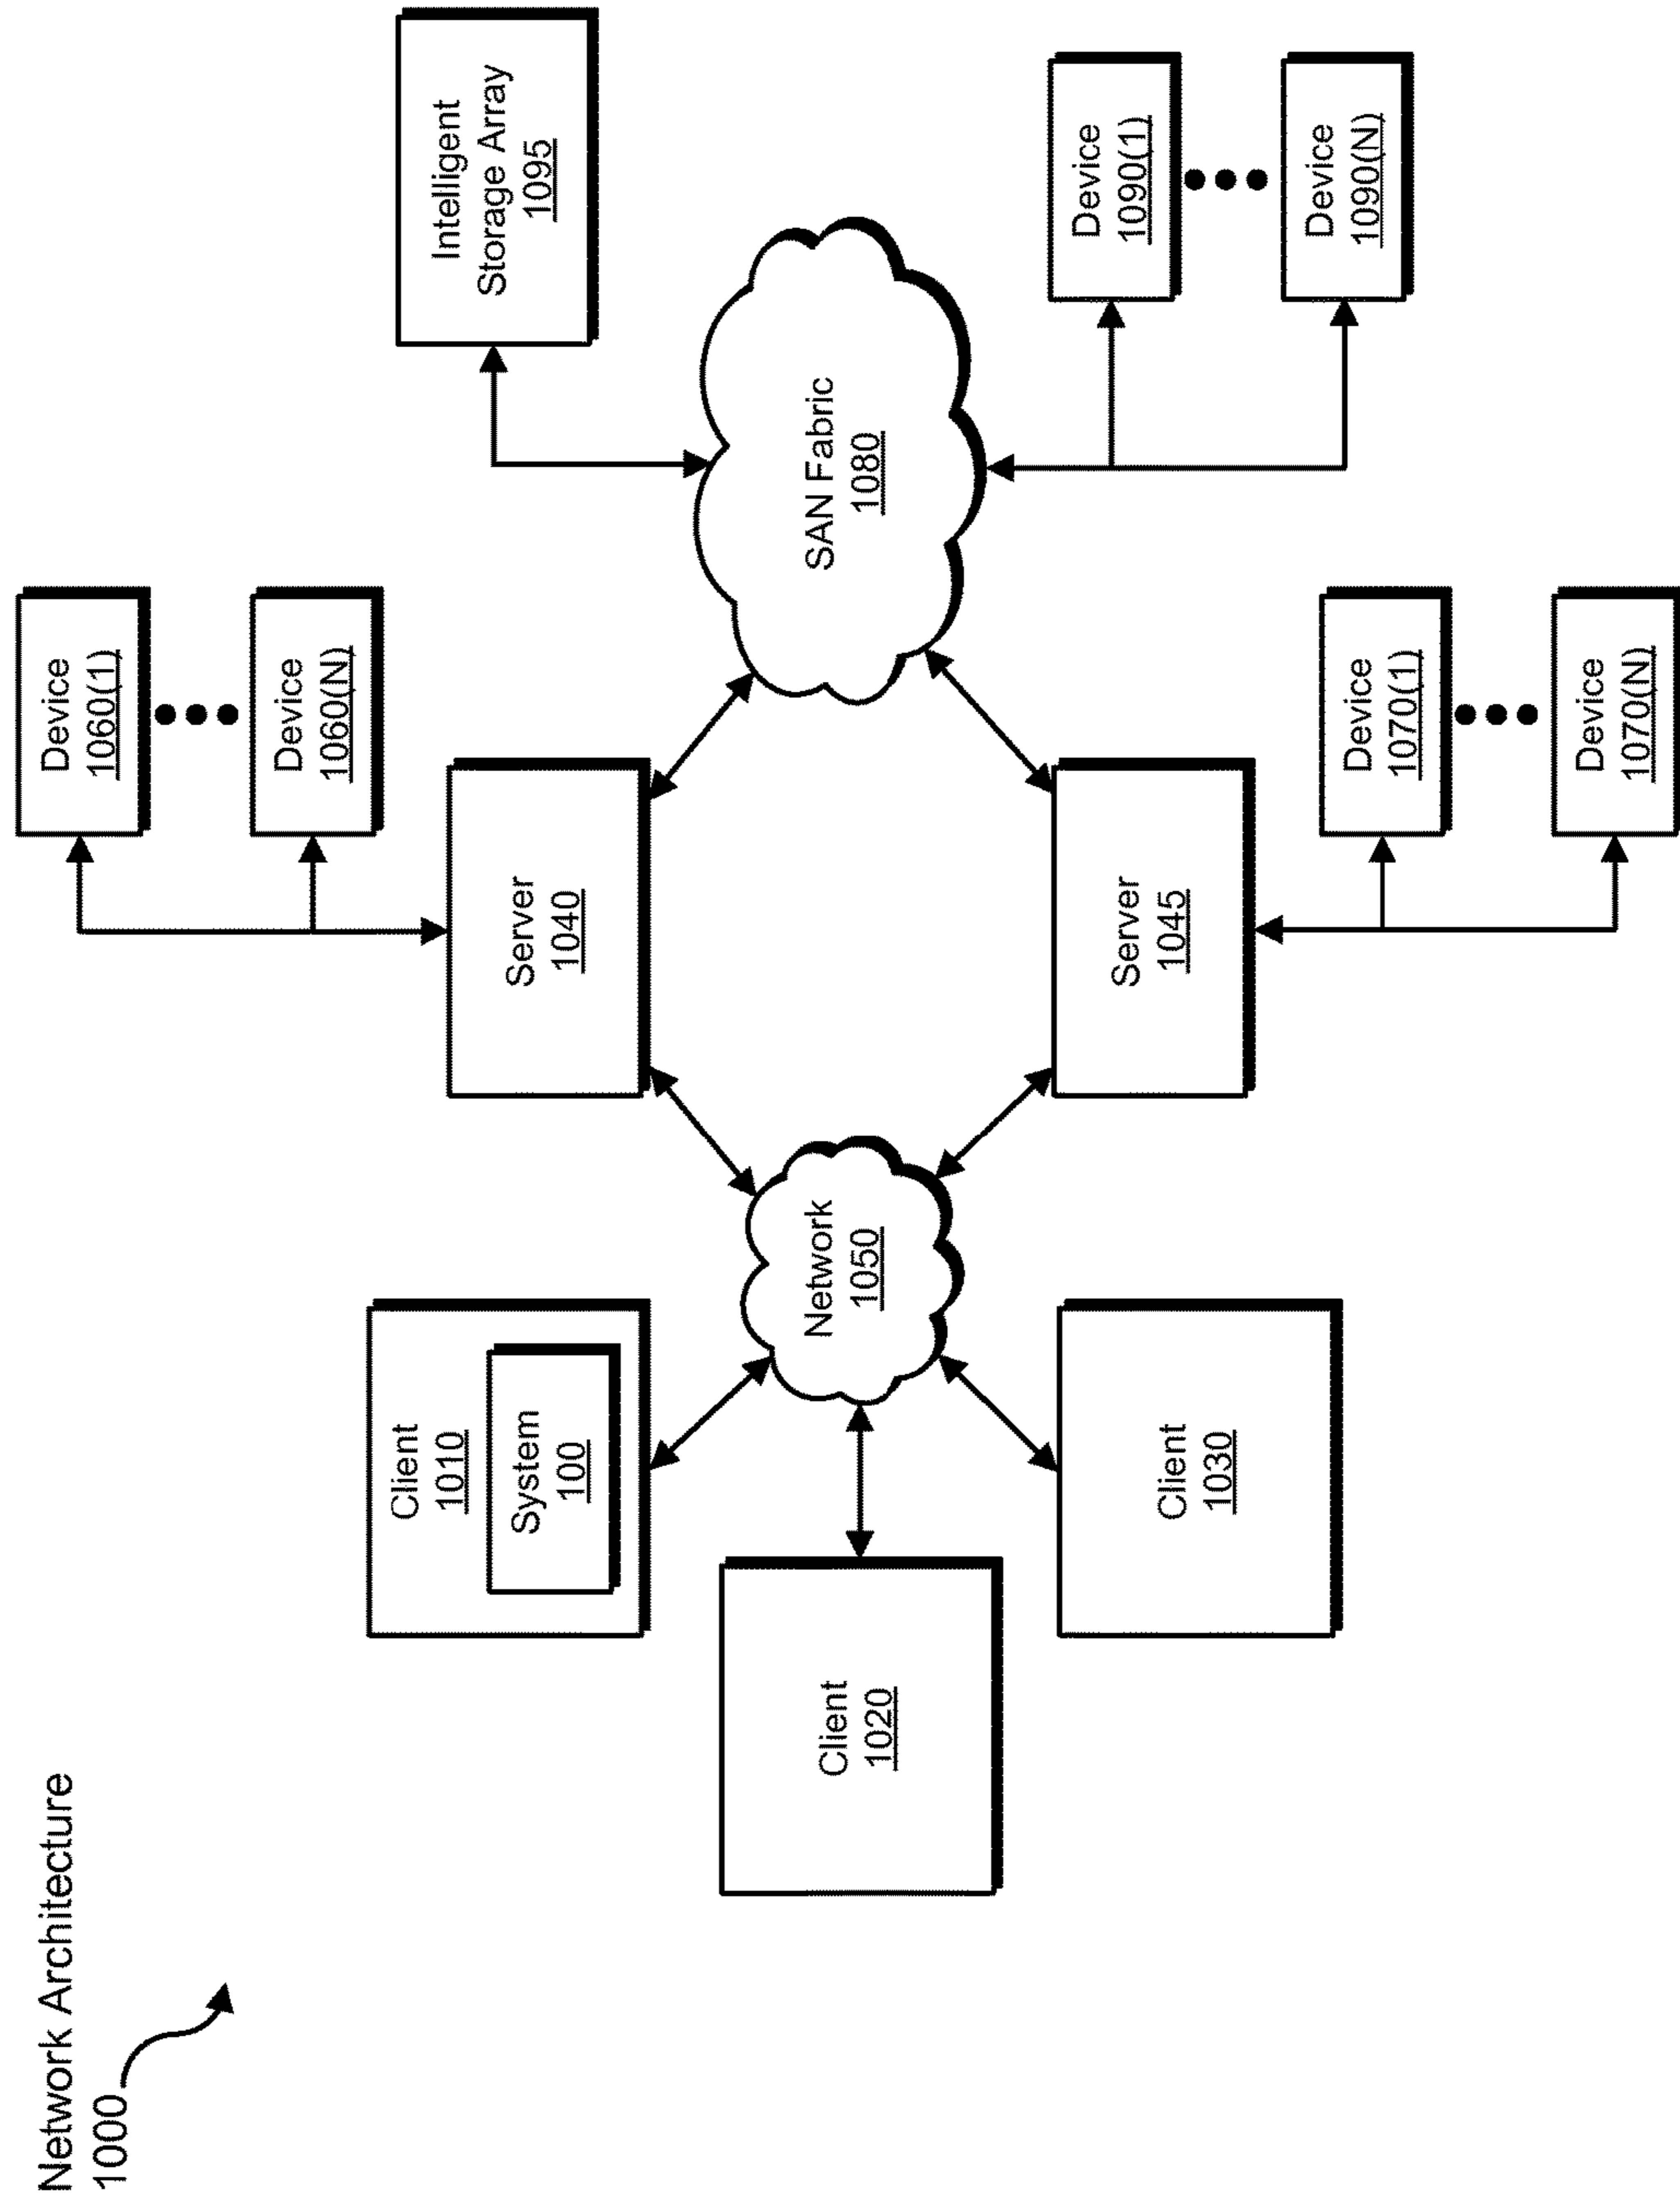 Network Architecture
1000
Client
1010
System
100
Client
1020
Client
1030
Network
1050
Server
1040
Server
1045
Device
1060(1)
Device
1060(N)
Device
1070(1)
Device
1070(N)
SAN Fabric
1080
Intelligent
Storage Array
1095
Device
1090(1)
Device
1090(N)